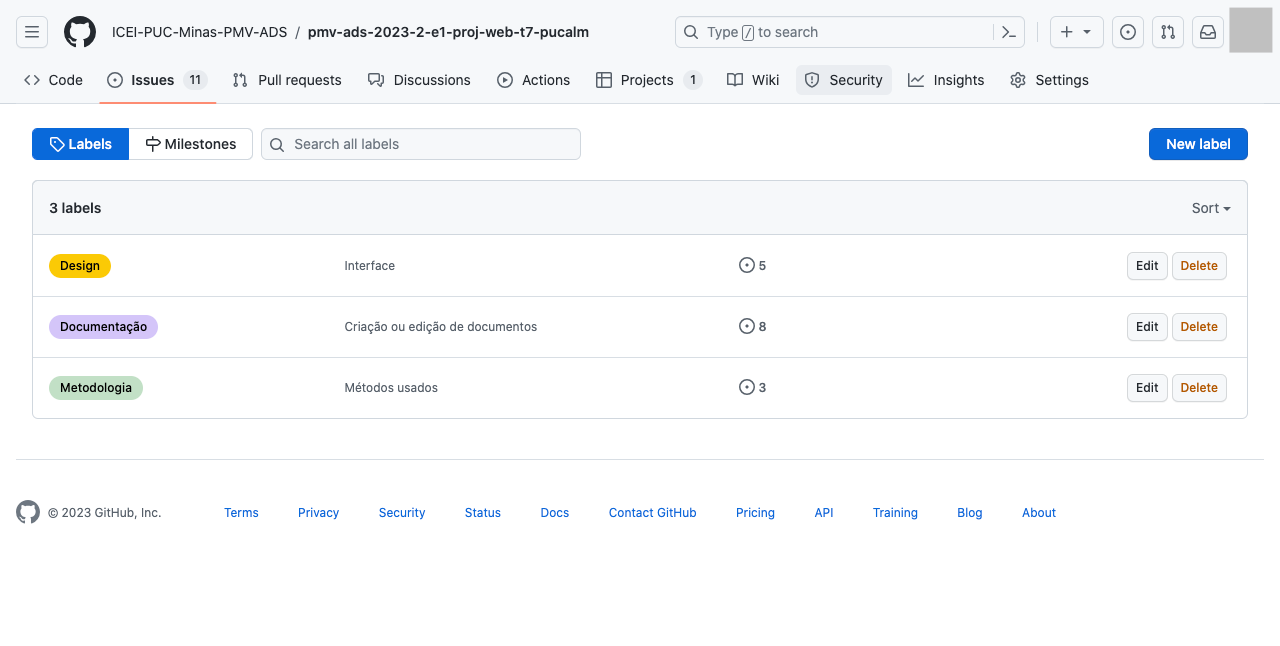 ICEI-PUC-Minas-PMV-ADS / pmv-ads-2023-2-e1-proj-web-t7-pucalm Type / to search
Code Issues 11 Pull requests Discussions Actions Projects 1 Wiki Security Insights Settings
Labels Milestones Search all labels New label
3 labels Sort
Design Interface 5 Edit Delete
Documentação Criação ou edição de documentos 8 Edit Delete
Metodologia Métodos usados 3 Edit Delete
© 2023 GitHub, Inc. Terms Privacy Security Status Docs Contact GitHub Pricing API Training Blog About